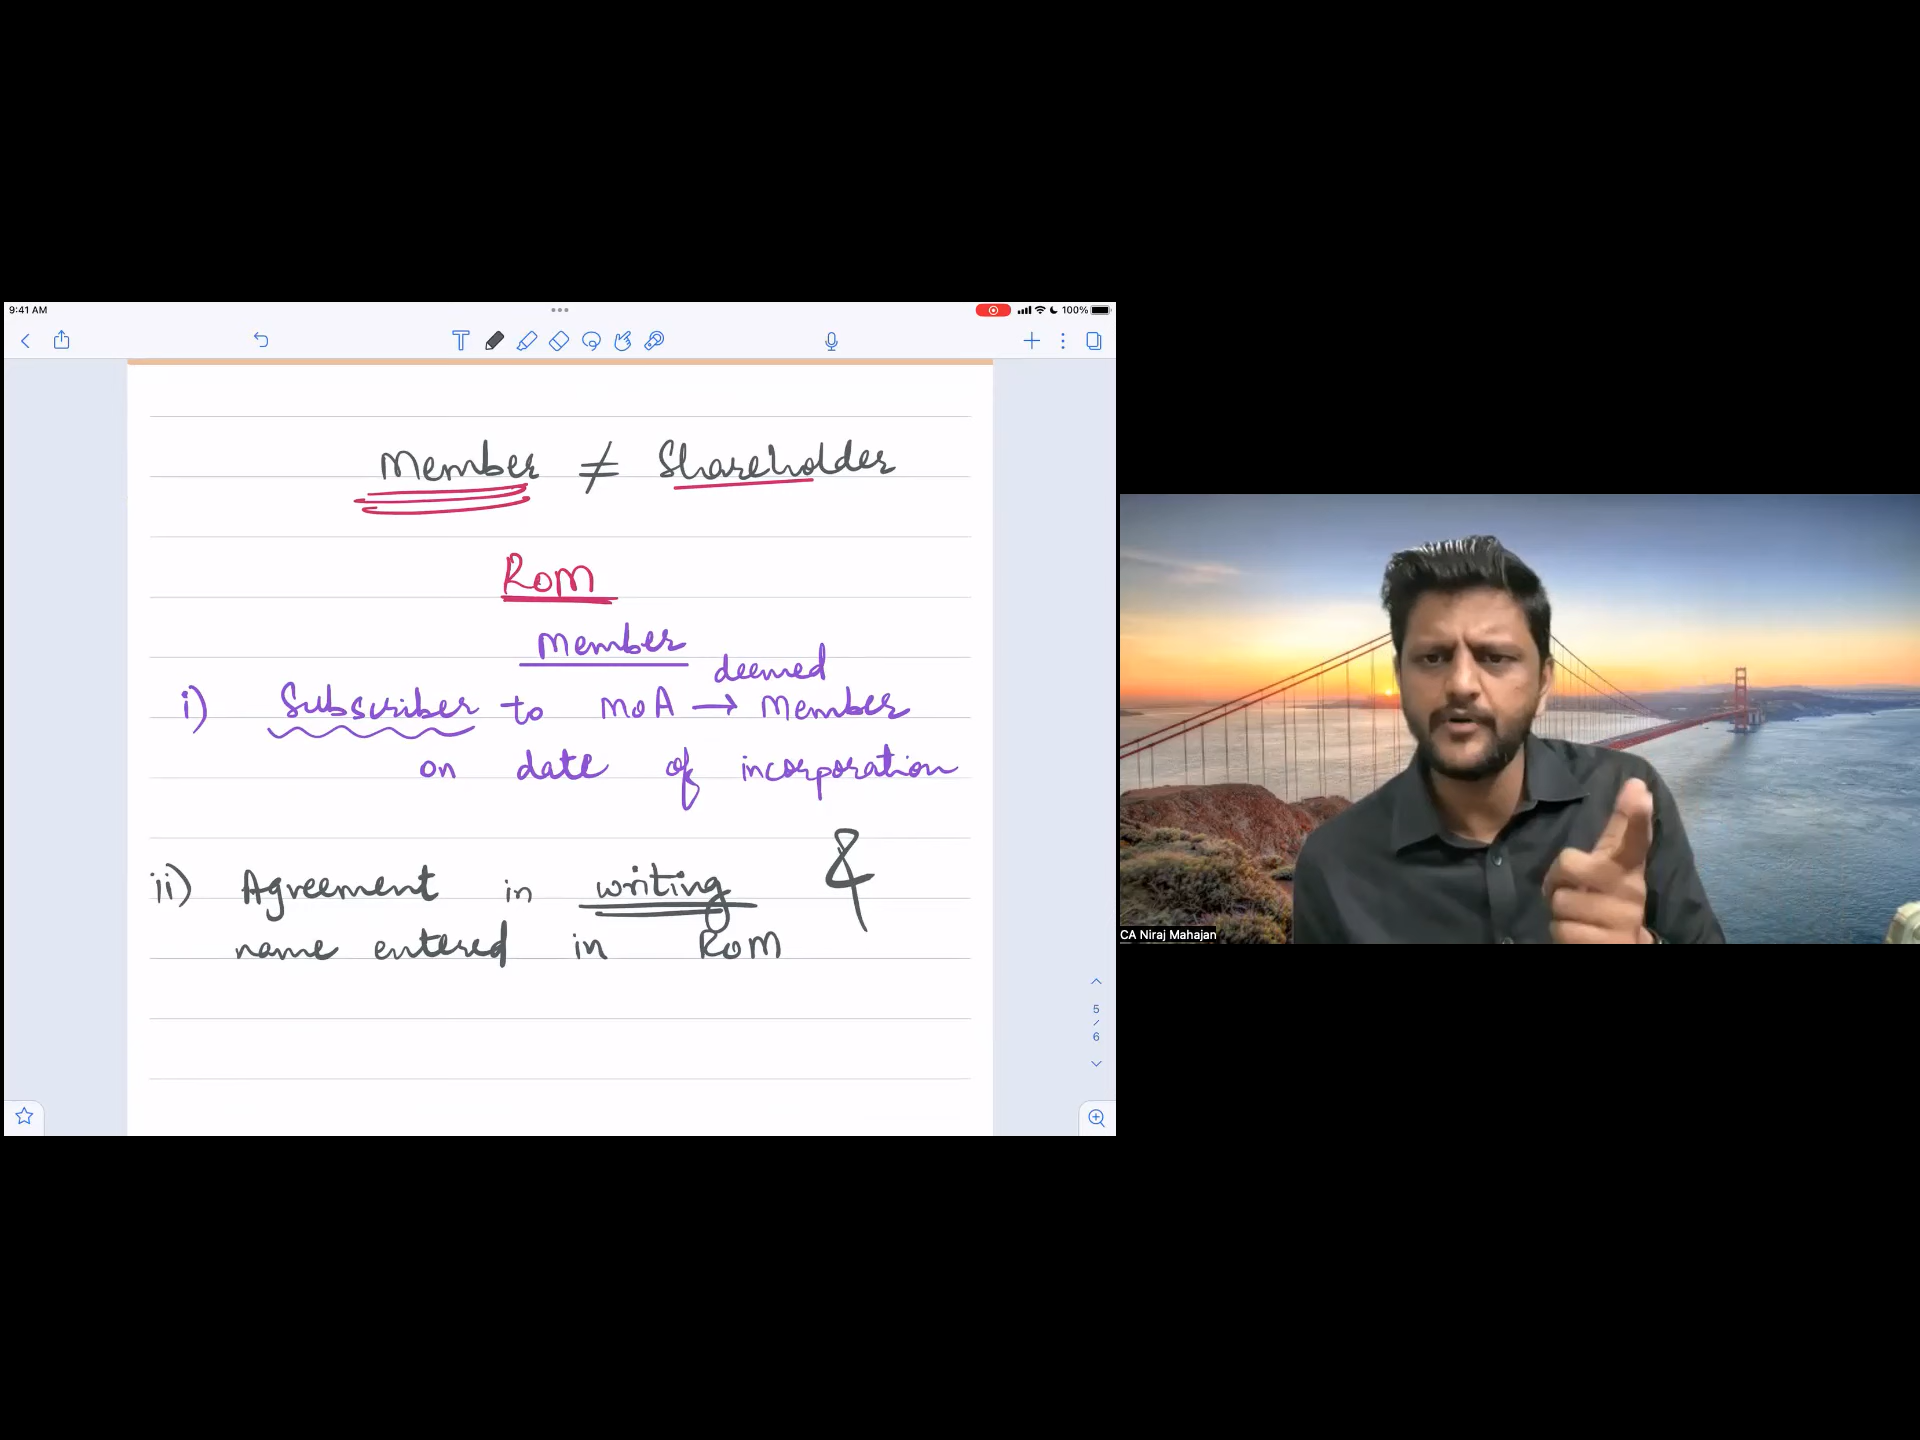 9:41 AM
100%
Member ≠ Shareholder
RoM
Member
deemed
i) Subscriber to MoA → Member
on date of incorporation
ii) Agreement in writing &
name entered in RoM
CA Niraj Mahajan
5
/
6